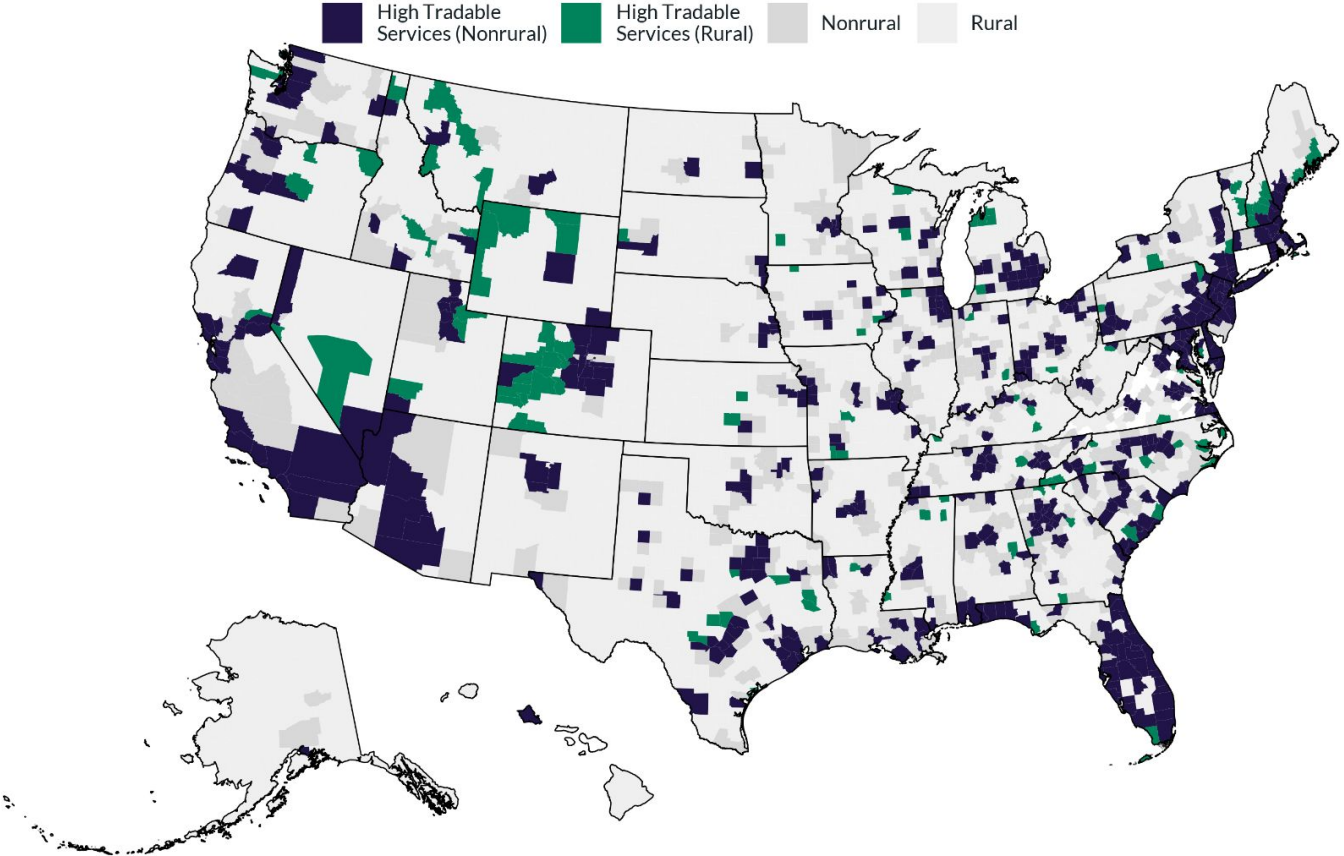 High Tradable
Services (Nonrural)
High Tradable
Services (Rural)
Nonrural
Rural